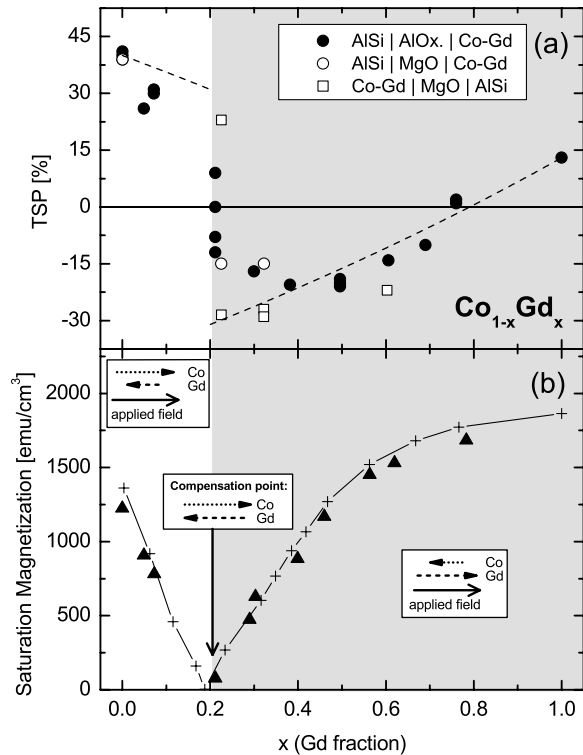 45
30
15
0
-15
-30
TSP [%]
AlSi | AlOx. | Co-Gd
AlSi | MgO | Co-Gd
Co-Gd | MgO | AlSi
(a)
Co1-xGdx
(b)
2000
1500
1000
500
0
Saturation Magnetization [emu/cm³]
Co
Gd
applied field
Compensation point:
Co
Gd
Co
Gd
applied field
0.0 0.2 0.4 0.6 0.8 1.0
x (Gd fraction)